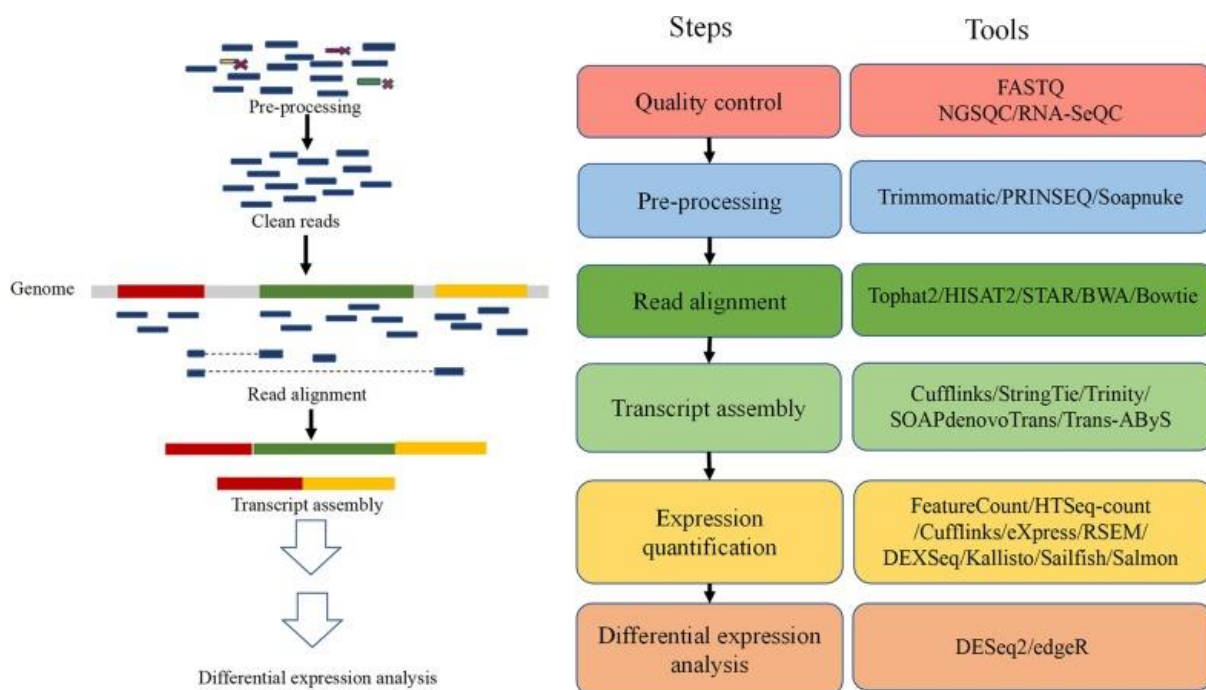 Pre-processing
Clean reads
Genome
Read alignment
Transcript assembly
Differential expression analysis
Steps
Tools
Quality control
FASTQ
NGSQC/RNA-SeQC
Pre-processing
Trimmomatic/PRINSEQ/Soapnuke
Read alignment
Tophat2/HISAT2/STAR/BWA/Bowtie
Transcript assembly
Cufflinks/StringTie/Trinity/
SOAPdenovoTrans/Trans-AByS
Expression
quantification
FeatureCount/HTSeq-count
/Cufflinks/eXpress/RSEM/
DEXSeq/Kallisto/Sailfish/Salmon
Differential expression
analysis
DESeq2/edgeR